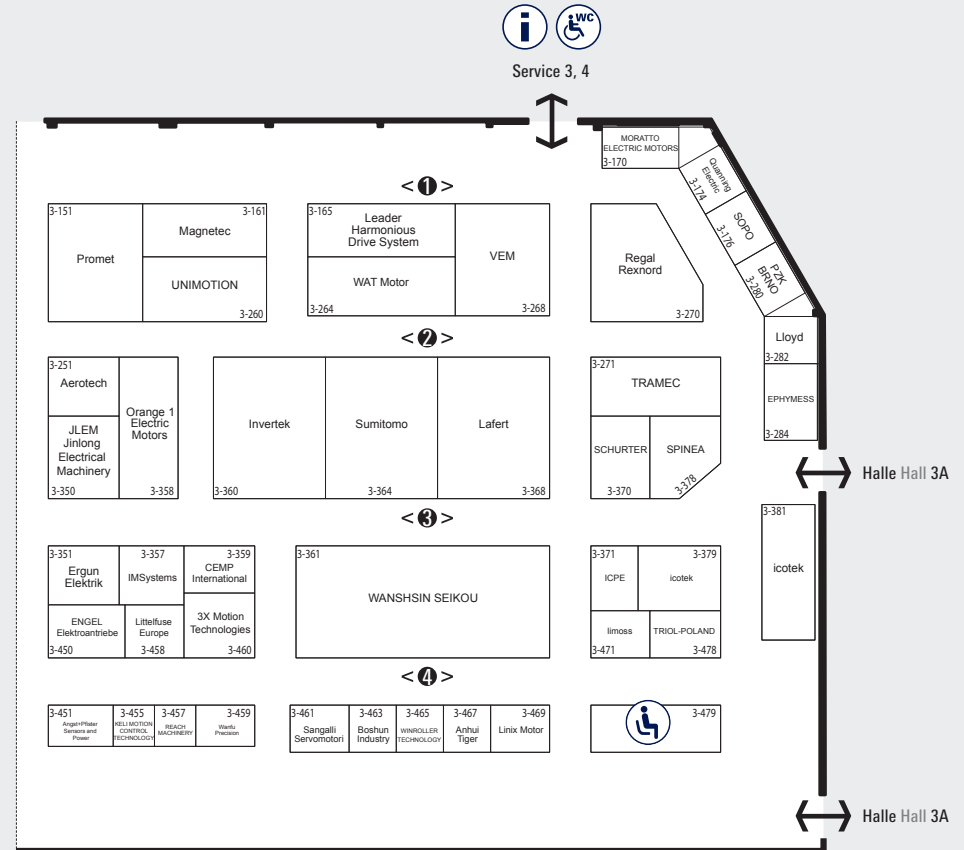 i
WC
Service 3, 4
MORATTO
ELECTRIC MOTORS
3-170
Quanning
Electric
3-174
SOPO
3-176
PZK
BRNO
3-280
< 1 >
3-151
Promet
3-161
Magnetec
UNIMOTION
3-260
3-165
Leader
Harmonious
Drive System
WAT Motor
3-264
VEM
3-268
Regal
Rexnord
3-270
Lloyd
3-282
EPHYMESS
3-284
< 2 >
3-251
Aerotech
JLEM
Jinlong
Electrical
Machinery
3-350
Orange 1
Electric
Motors
3-358
Invertek
3-360
Sumitomo
3-364
Lafert
3-368
3-271
TRAMEC
SCHURTER
3-370
SPINEA
3-378
Halle Hall 3A
< 3 >
3-351
Ergun
Elektrik
3-357
IMSystems
3-359
CEMP
International
ENGEL
Elektroantriebe
3-450
Littelfuse
Europe
3-458
3X Motion
Technologies
3-460
3-361
WANSHSIN SEIKOU
3-371
ICPE
3-379
icotek
limoss
3-471
TRIOL-POLAND
3-478
3-381
icotek
< 4 >
3-451
Angst+Pfister
Sensors and
Power
3-455
KELI MOTION
CONTROL
TECHNOLOGY
3-457
REACH
MACHINERY
3-459
Wanfu
Precision
3-461
Sangalli
Servomotori
3-463
Boshun
Industry
3-465
WINROLLER
TECHNOLOGY
3-467
Anhui
Tiger
3-469
Linix Motor
3-479
Halle Hall 3A